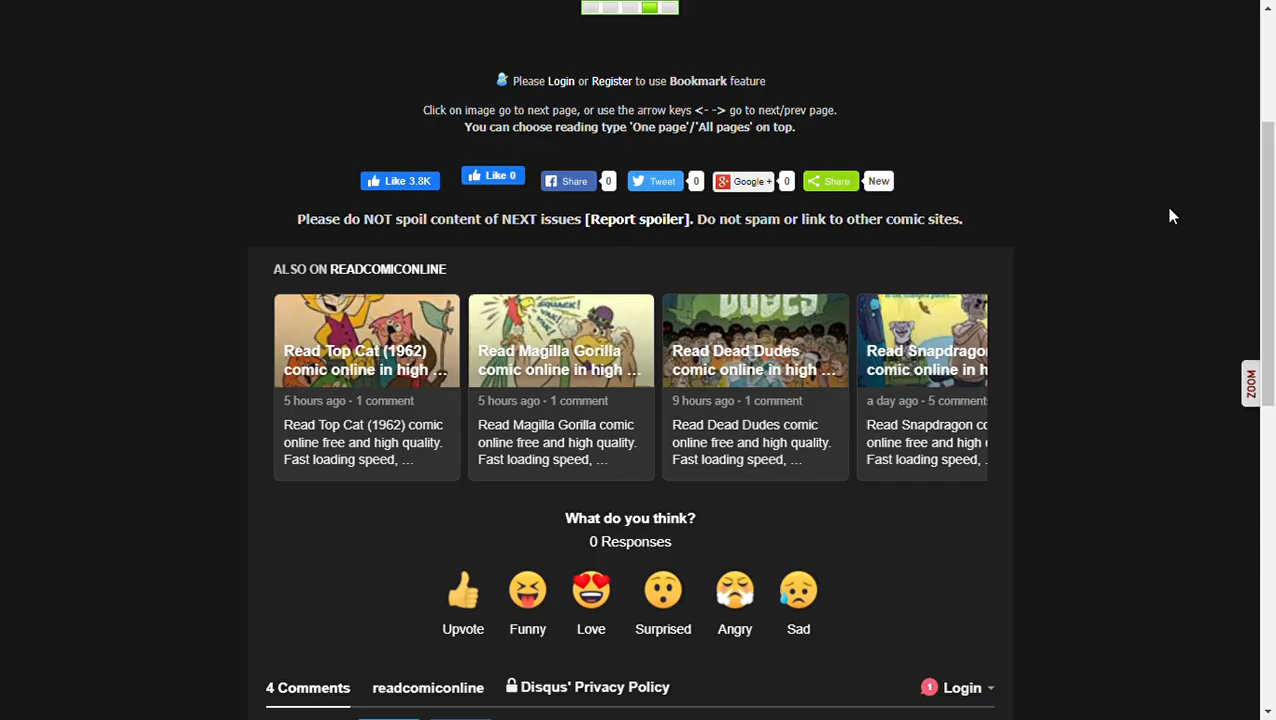 Please Login or Register to use Bookmark feature
Click on image go to next page, or use the arrow keys <- -> go to next/prev page.
You can choose reading type 'One page'/'All pages' on top.
Like 3.8K Like 0 Share 0 Tweet 0 Google + 0 Share New
Please do NOT spoil content of NEXT issues [Report spoiler]. Do not spam or link to other comic sites.
ALSO ON READCOMICONLINE
SQUACK!
DUDES
Read Top Cat (1962)
comic online in high ...
Read Magilla Gorilla
comic online in high ...
Read Dead Dudes
comic online in high ...
Read Snapdragon
comic online in h
5 hours ago - 1 comment
5 hours ago - 1 comment
9 hours ago - 1 comment
a day ago - 5 comment
Read Top Cat (1962) comic
online free and high quality.
Fast loading speed, ...
Read Magilla Gorilla comic
online free and high quality.
Fast loading speed, ...
Read Dead Dudes comic
online free and high quality.
Fast loading speed, ...
Read Snapdragon co
online free and high
Fast loading speed,
ZOOM
What do you think?
0 Responses
Upvote Funny Love Surprised Angry Sad
4 Comments readcomiconline Disqus' Privacy Policy 1 Login